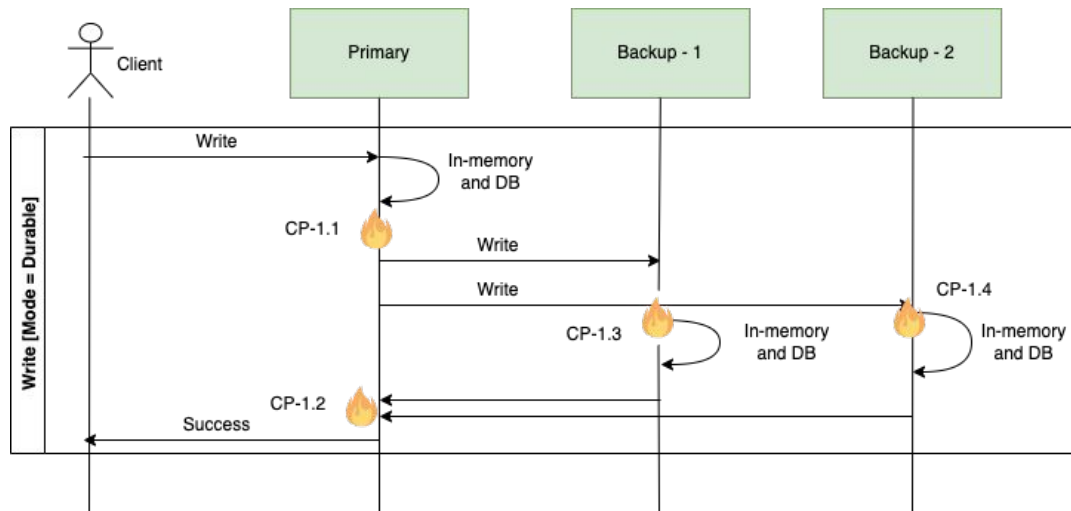 Client
Primary
Backup - 1
Backup - 2
Write [Mode = Durable]
Write
In-memory
and DB
CP-1.1
Write
Write
CP-1.4
CP-1.3
In-memory
and DB
In-memory
and DB
CP-1.2
Success